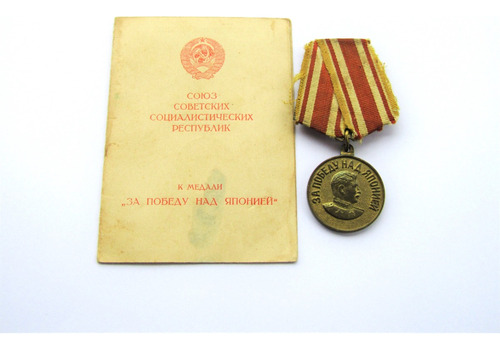 СОЮЗ
СОВЕТСКИХ
СОЦИАЛИСТИЧЕСКИХ
РЕСПУБЛИК
К МЕДАЛИ
„ЗА ПОБЕДУ НАД ЯПОНИЕЙ“
ЗА ПОБЕДУ НАД ЯПОНИЕЙ